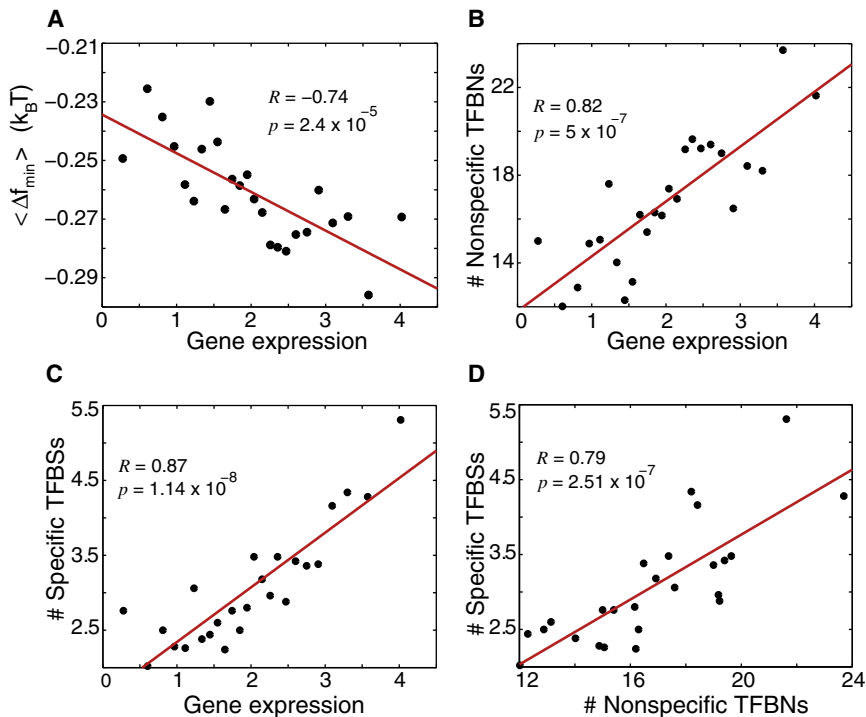 A
−0.21
−0.23
−0.25
−0.27
−0.29
< Δf_min > (k_BT)
R = −0.74
p = 2.4 x 10^-5
0 1 2 3 4
Gene expression
B
22
18
14
# Nonspecific TFBNs
R = 0.82
p = 5 x 10^-7
0 1 2 3 4
Gene expression
C
5.5
4.5
3.5
2.5
# Specific TFBSs
R = 0.87
p = 1.14 x 10^-8
0 1 2 3 4
Gene expression
D
5.5
4.5
3.5
2.5
# Specific TFBSs
R = 0.79
p = 2.51 x 10^-7
12 16 20 24
# Nonspecific TFBNs